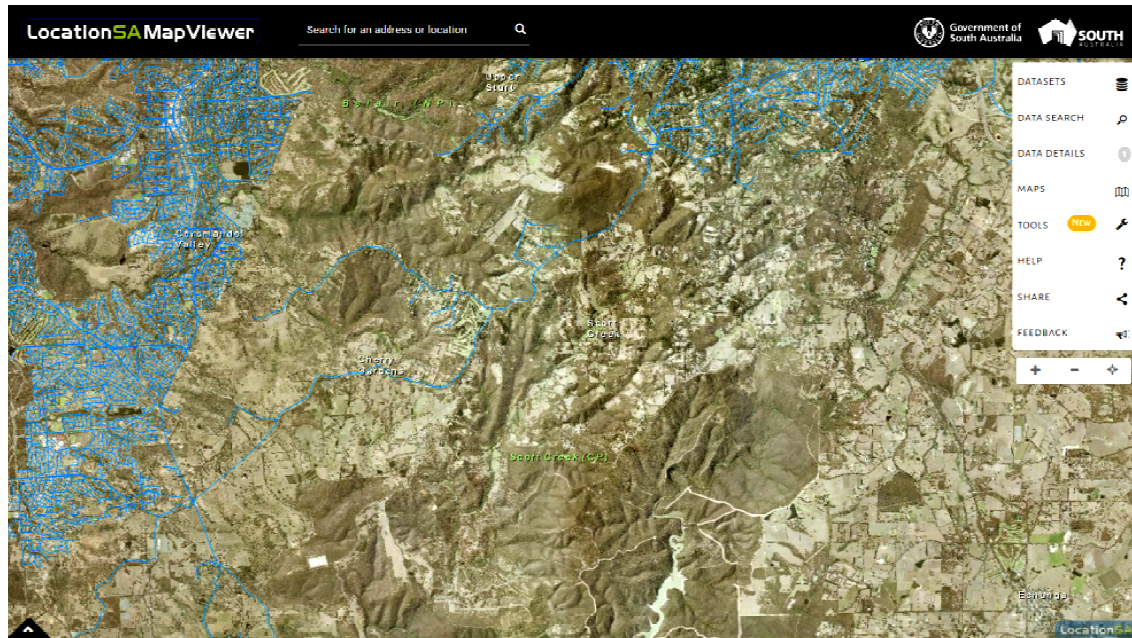 LocationSAMapViewer
Search for an address or location
Government of
South Australia
SOUTH
AUSTRALIA
Upper
Sturt
Belair (NP)
DATASETS
DATA SEARCH
DATA DETAILS
1
MAPS
TOOLS
New
HELP
?
SHARE
FEEDBACK
+
-
Coromandel
Valley
Scott
Creek
Cherry
Gardens
Scott Creek (CP)
Echunga
LocationSA